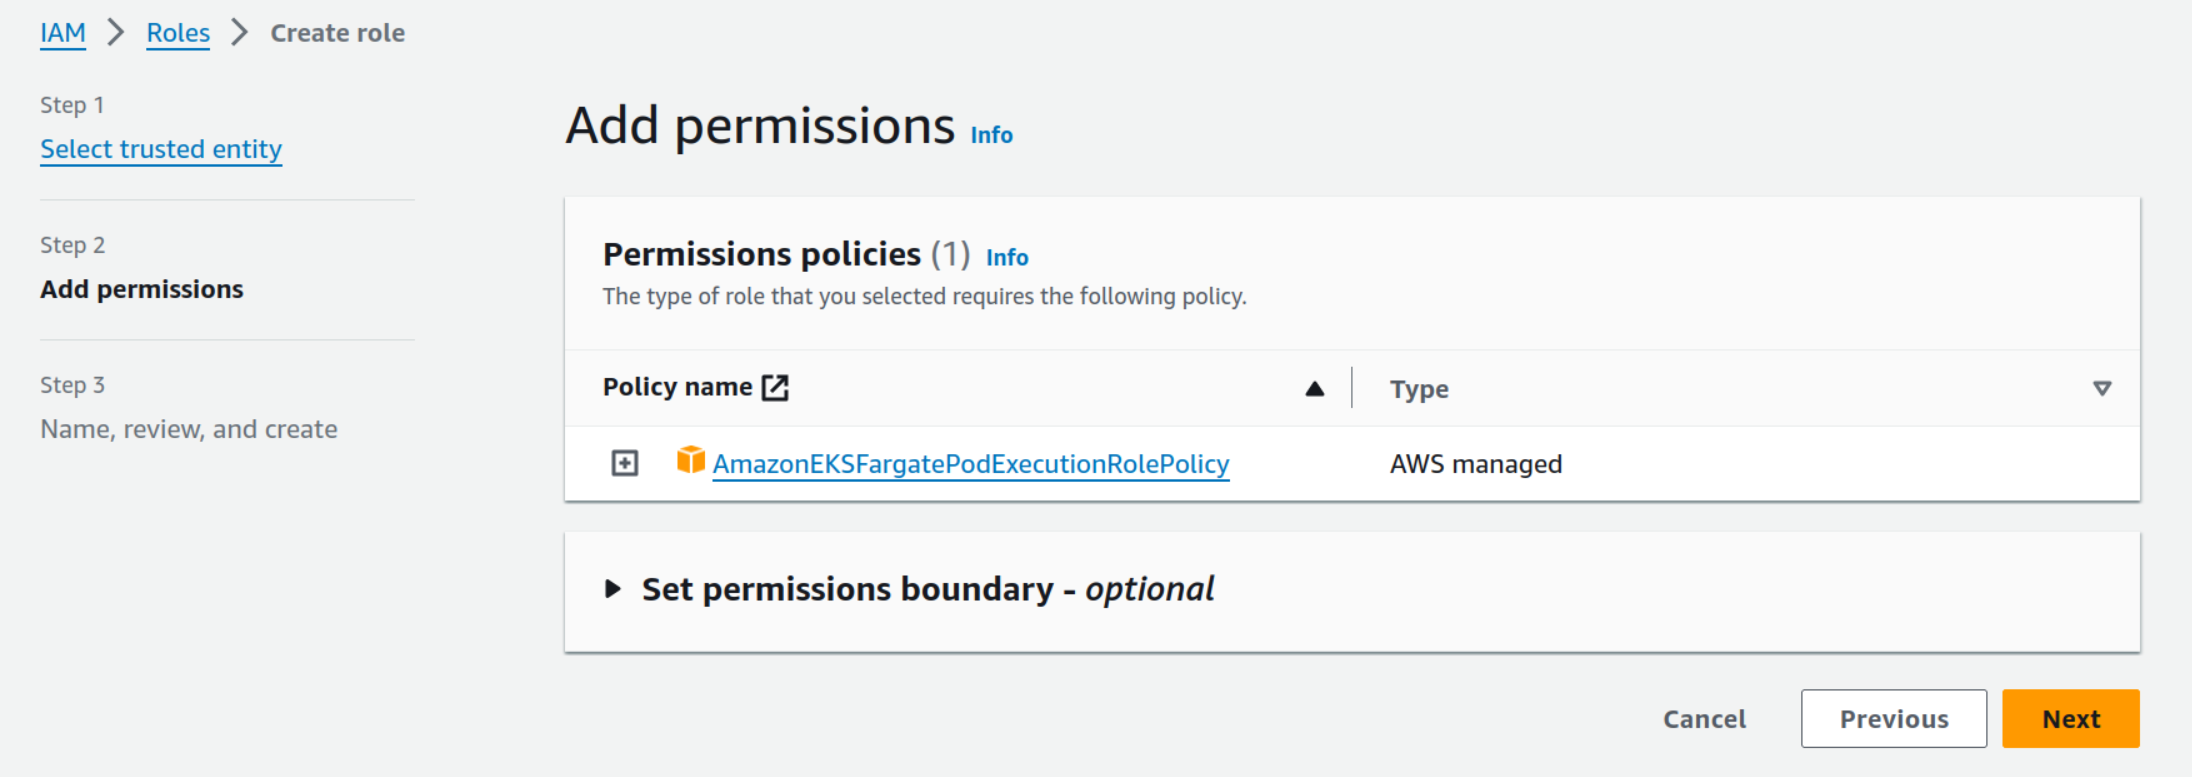 IAM > Roles > Create role
Step 1
Select trusted entity
Step 2
Add permissions
Step 3
Name, review, and create
Add permissions Info
Permissions policies (1) Info
The type of role that you selected requires the following policy.
Policy name Type
AmazonEKSFargatePodExecutionRolePolicy AWS managed
Set permissions boundary - optional
Cancel Previous Next